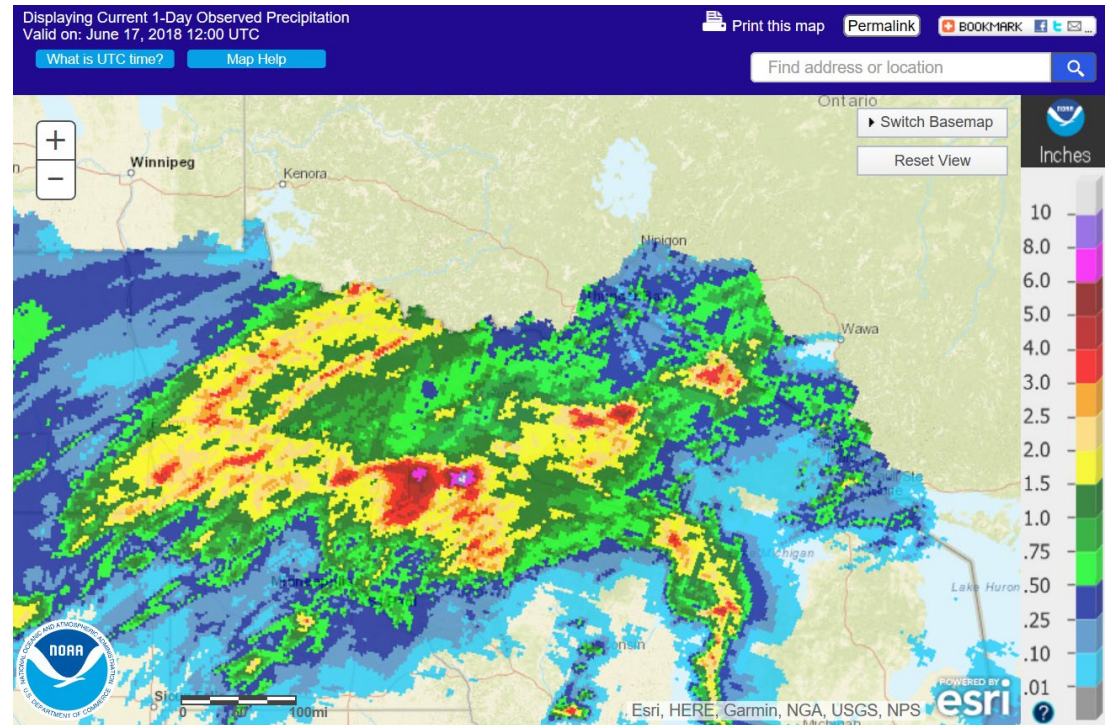 Displaying Current 1-Day Observed Precipitation
Valid on: June 17, 2018 12:00 UTC
Print this map
Permalink
BOOKMARK
...
What is UTC time?
Map Help
Find address or location
Ontario
Switch Basemap
Reset View
+
−
Winnipeg
Kenora
NOAA
Inches
10
8.0
6.0
5.0
4.0
3.0
2.5
2.0
1.5
1.0
.75
.50
.25
.10
.01
?
Nipigon
Wawa
Lake Huron
NATIONAL OCEANIC AND ATMOSPHERIC ADMINISTRATION
NOAA
U.S. DEPARTMENT OF COMMERCE
0
100mi
POWERED BY
esri
Esri, HERE, Garmin, NGA, USGS, NPS